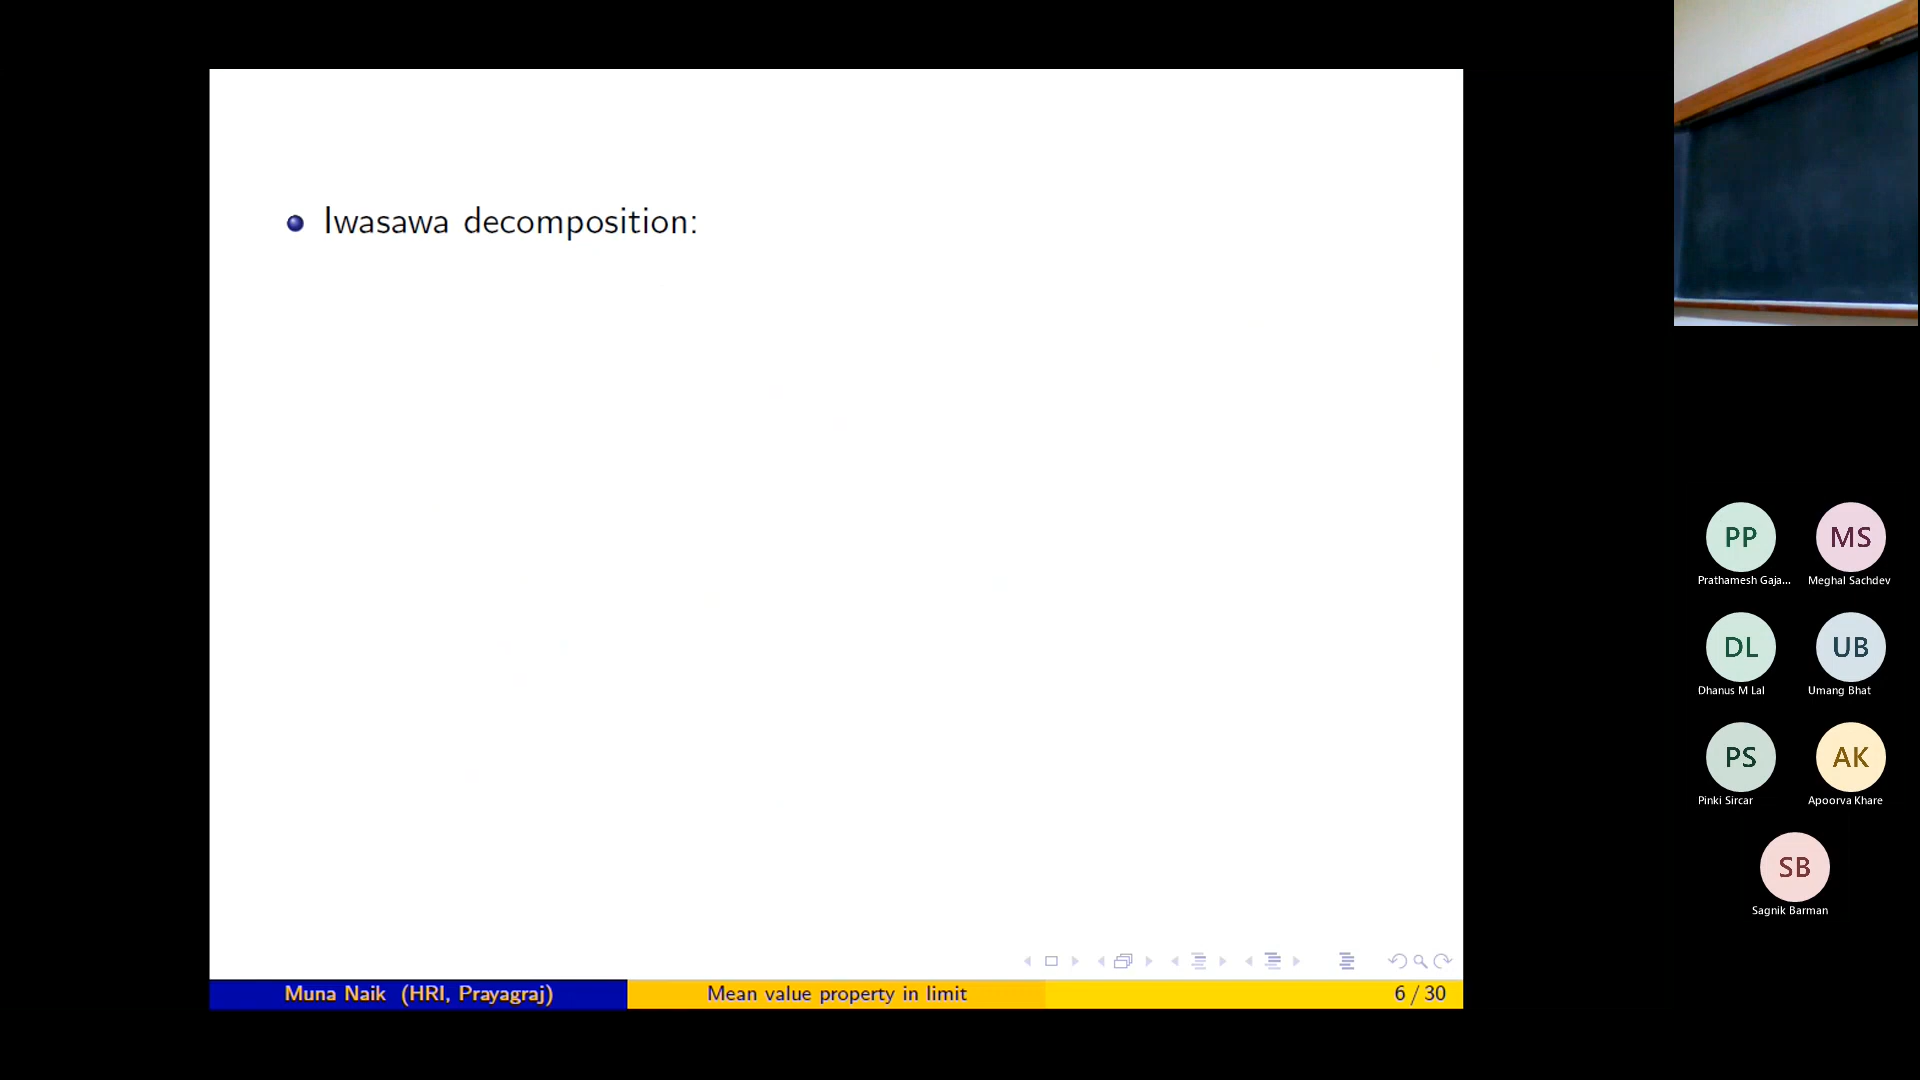 Iwasawa decomposition:
Muna Naik (HRI, Prayagraj)
Mean value property in limit
6 / 30
PP
Prathamesh Gaja...
MS
Meghal Sachdev
DL
Dhanus M Lal
UB
Umang Bhat
PS
Pinki Sircar
AK
Apoorva Khare
SB
Sagnik Barman